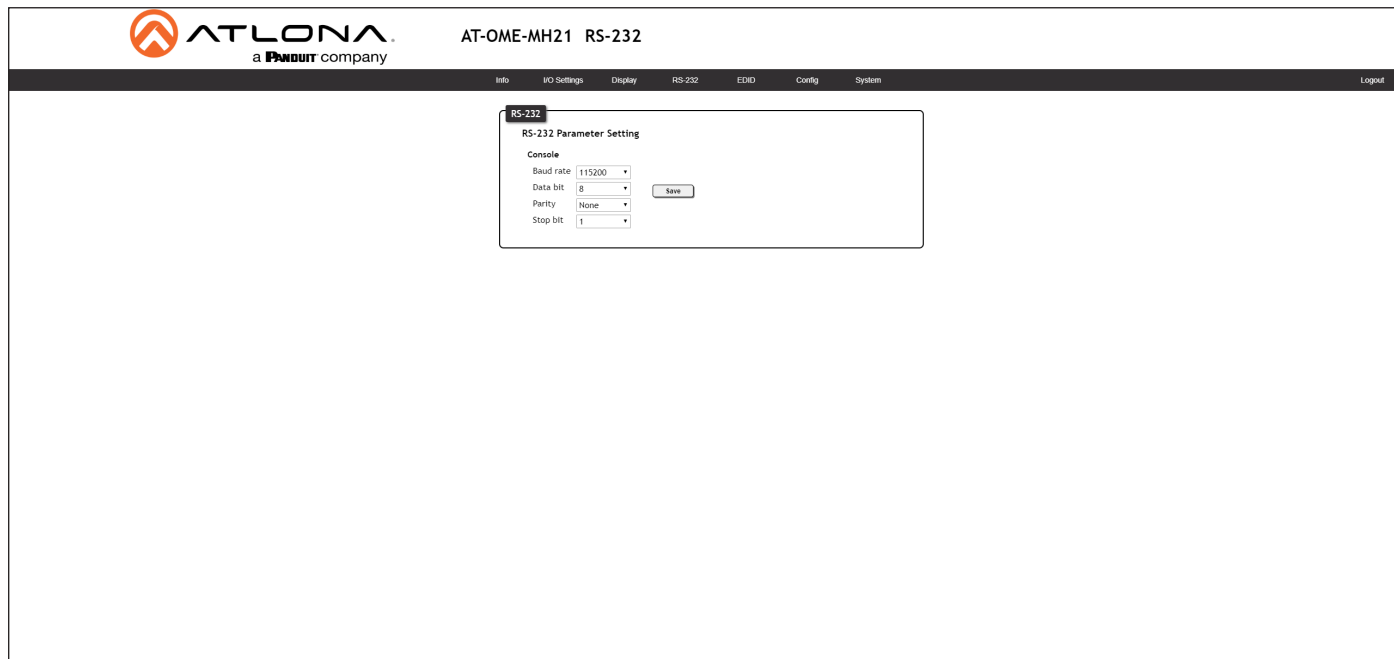 ATLONA.
a PANDUIT company
AT-OME-MH21 RS-232
Info I/O Settings Display RS-232 EDID Config System Logout
RS-232
RS-232 Parameter Setting
Console
Baud rate 115200
Data bit 8
Save
Parity None
Stop bit 1